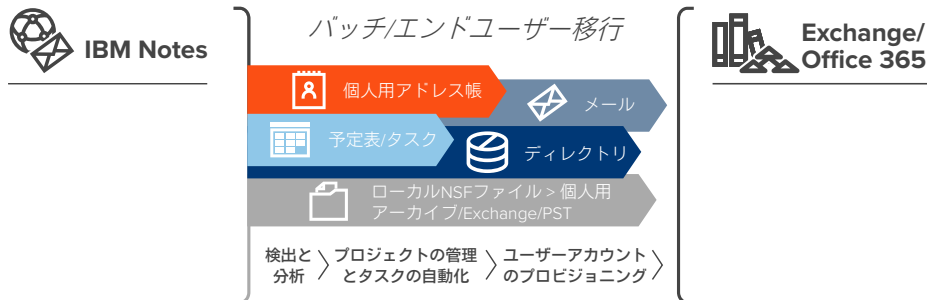 IBM Notes
バッチ/エンドユーザー移行
Exchange/
Office 365
個人用アドレス帳
メール
予定表/タスク
ディレクトリ
ローカルNSFファイル > 個人用
アーカイブ/Exchange/PST
検出と
分析
プロジェクトの管理
とタスクの自動化
ユーザーアカウント
のプロビジョニング